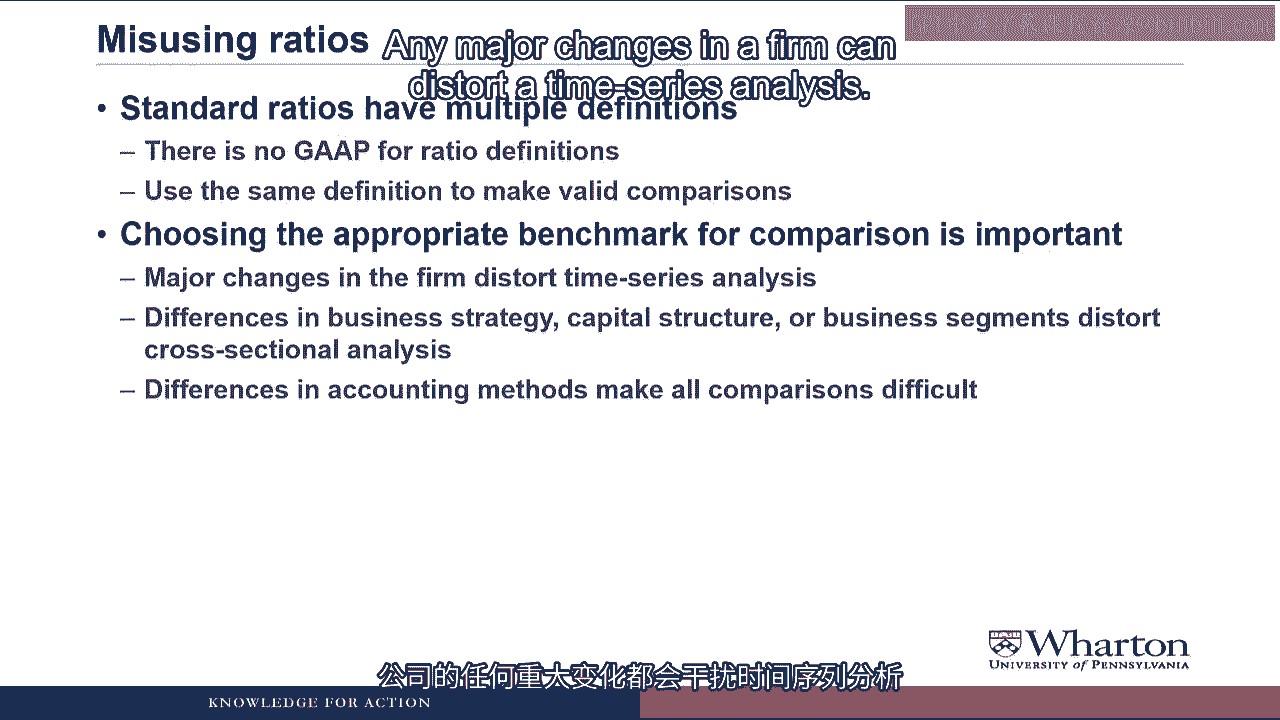 Misusing ratios
Any major changes in a firm can
distort a time-series analysis.
• Standard ratios have multiple definitions
– There is no GAAP for ratio definitions
– Use the same definition to make valid comparisons
• Choosing the appropriate benchmark for comparison is important
– Major changes in the firm distort time-series analysis
– Differences in business strategy, capital structure, or business segments distort
cross-sectional analysis
– Differences in accounting methods make all comparisons difficult
Wharton
UNIVERSITY of PENNSYLVANIA
公司的任何重大变化都会干扰时间序列分析
KNOWLEDGE FOR ACTION